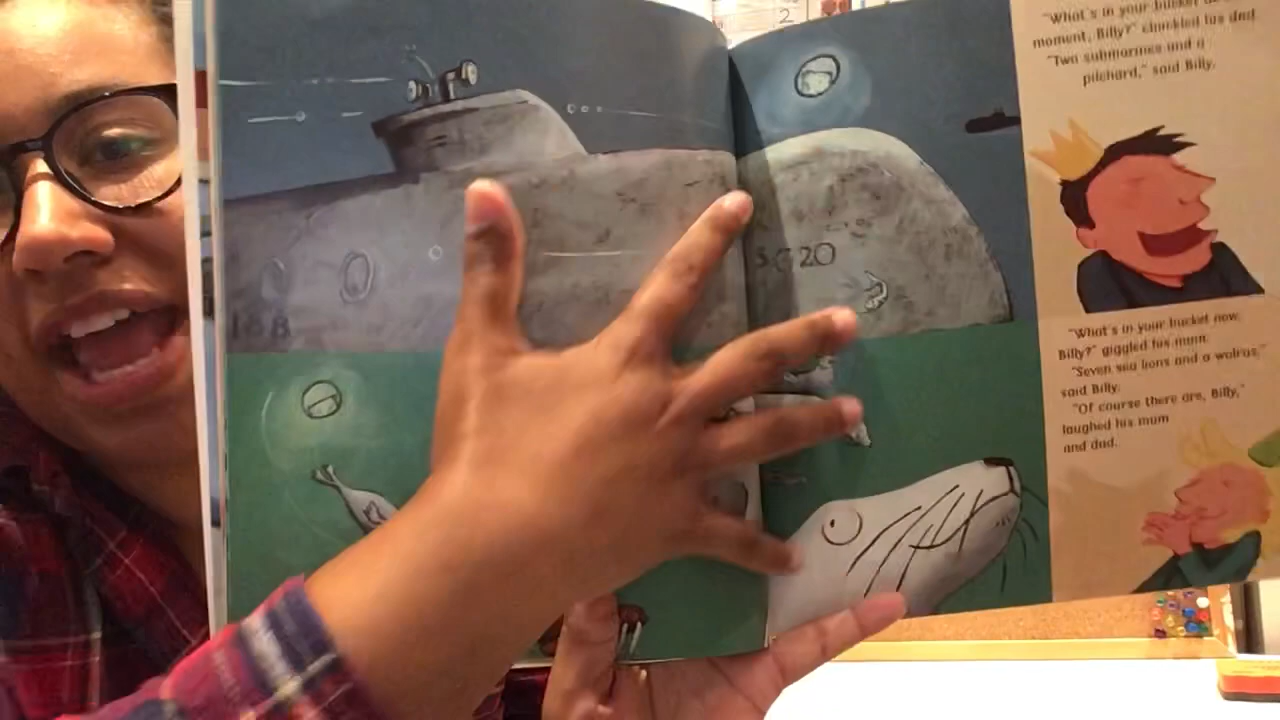 2
"What's in your bucket
moment, Billy?" chuckled his dad.
"Two submarines and a
pilchard," said Billy.
S G 20
188
"What's in your bucket now,
Billy?" giggled his mum.
"Seven sea lions and a walrus,"
said Billy.
"Of course there are, Billy,"
laughed his mum
and dad.